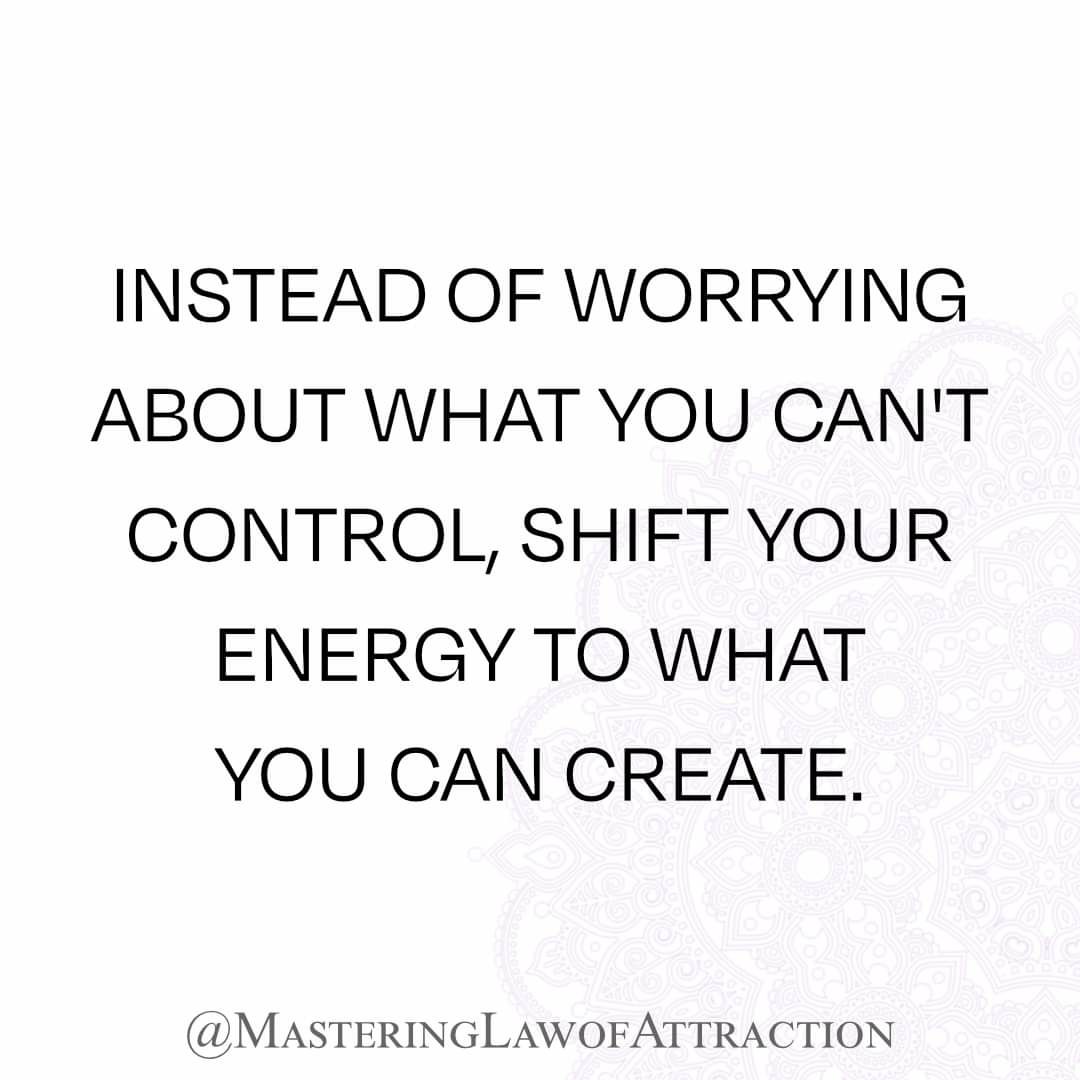 INSTEAD OF WORRYING
ABOUT WHAT YOU CAN'T
CONTROL, SHIFT YOUR
ENERGY TO WHAT
YOU CAN CREATE.
@MASTERINGLAWOFATTRACTION